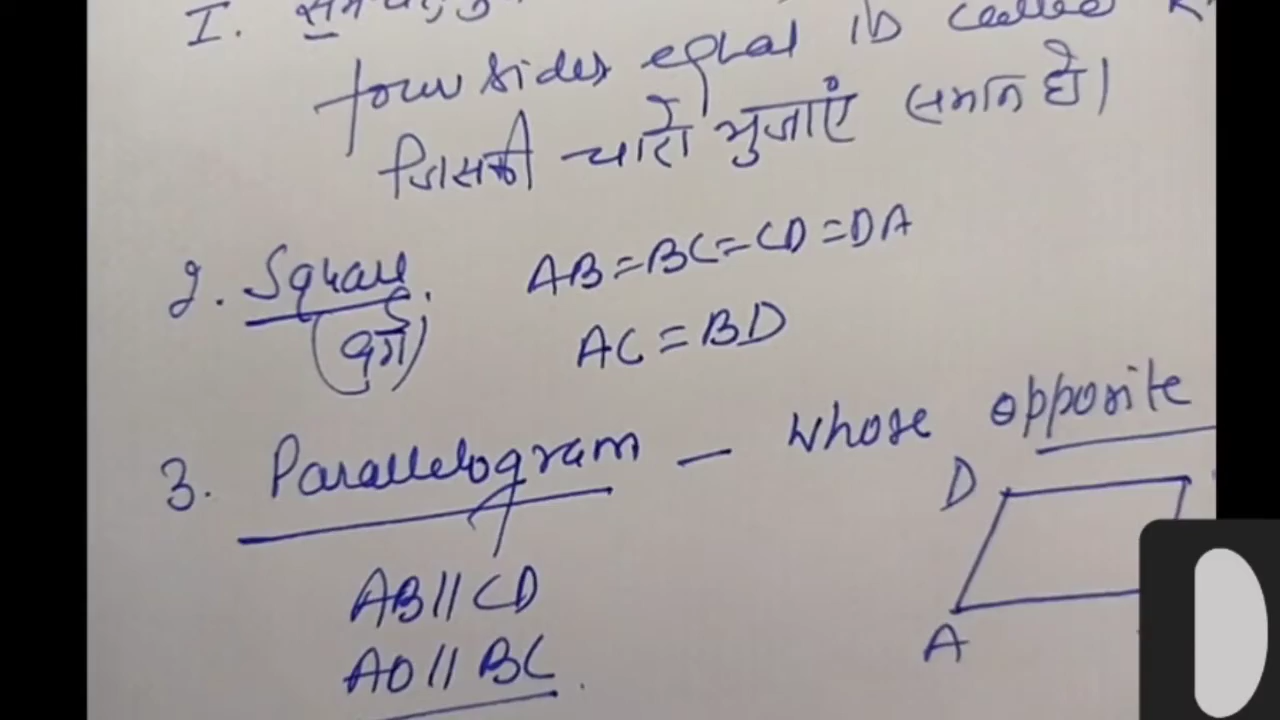 I. सम
four sides equal is called
जिसकी चारो भुजाएं समान हो।
2. Square. AB=BC=CD=DA
(वर्ग) AC=BD
3. Parallelogram – whose opposite
D
AB//CD
A
AD//BC.